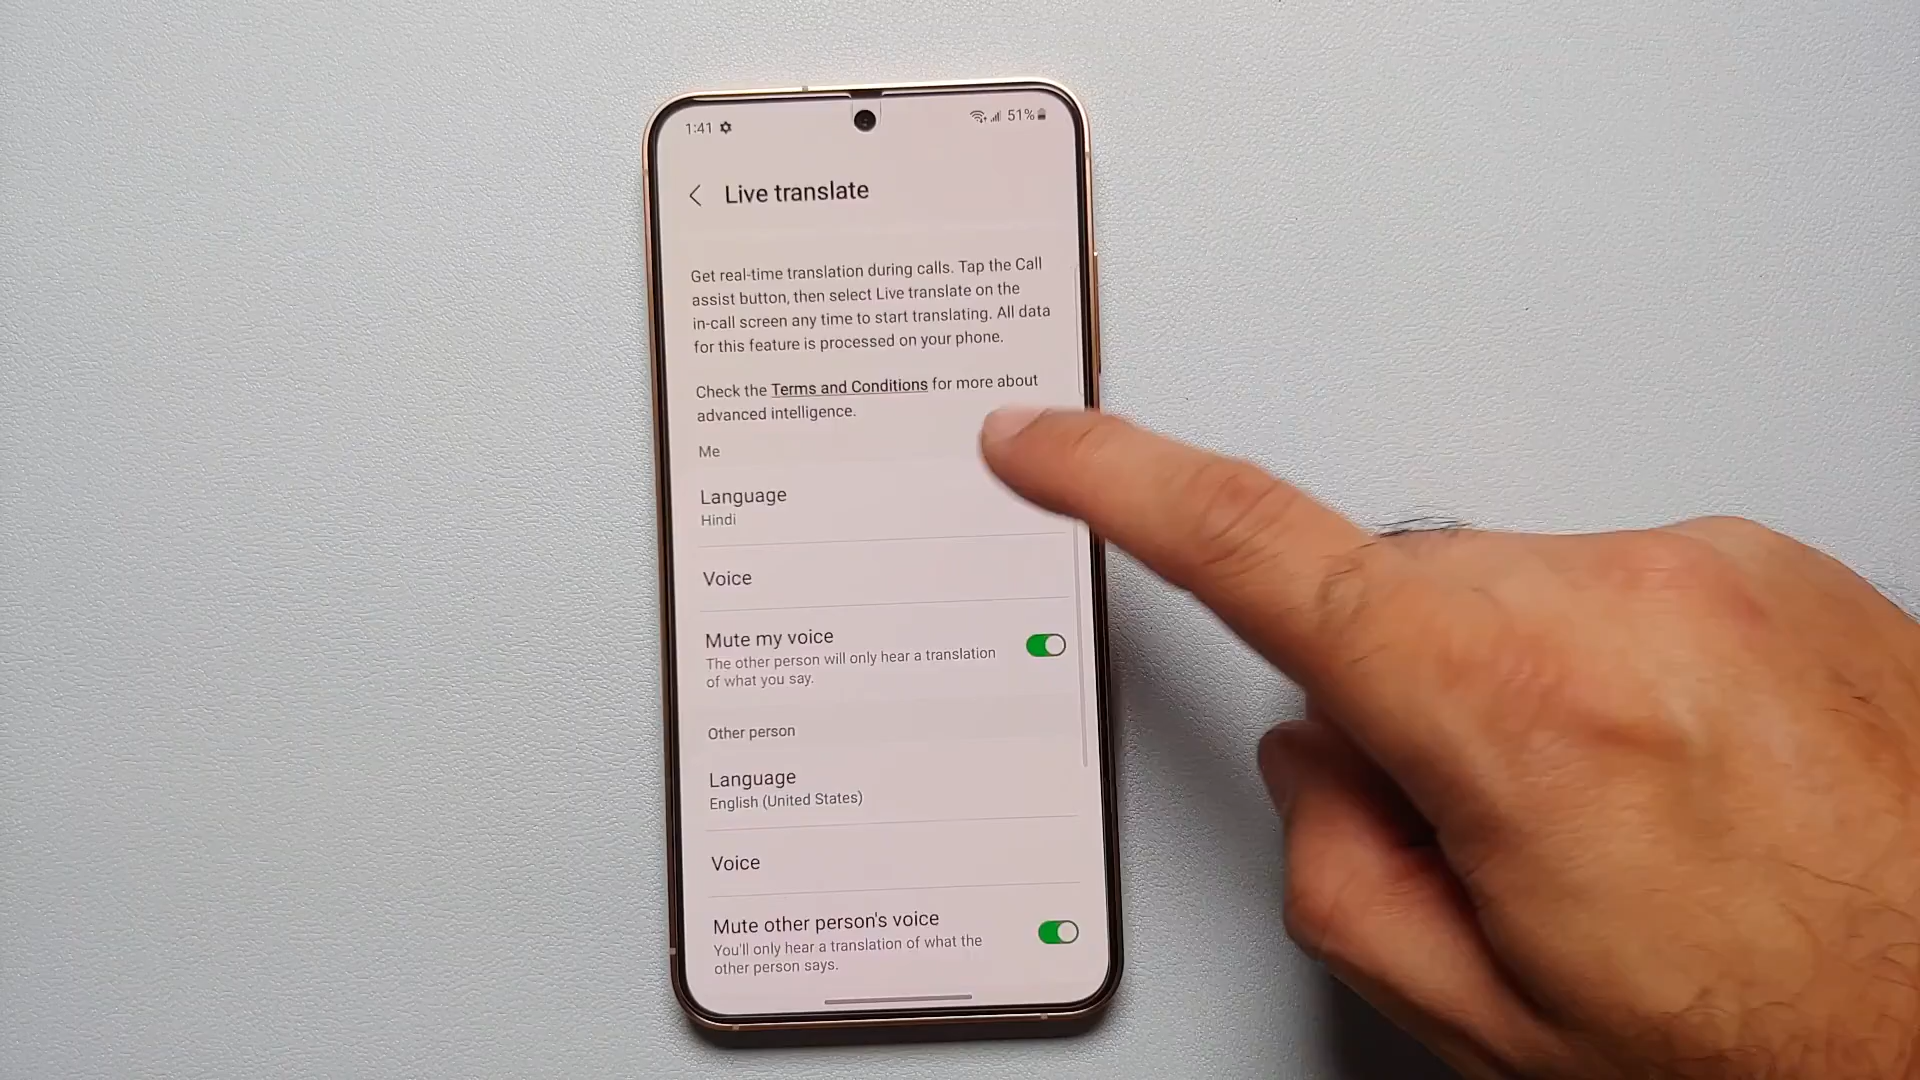 1:41 51%
Live translate
Get real-time translation during calls. Tap the Call
assist button, then select Live translate on the
in-call screen any time to start translating. All data
for this feature is processed on your phone.
Check the Terms and Conditions for more about
advanced intelligence.
Me
Language
Hindi
Voice
Mute my voice
The other person will only hear a translation
of what you say.
Other person
Language
English (United States)
Voice
Mute other person's voice
You'll only hear a translation of what the
other person says.